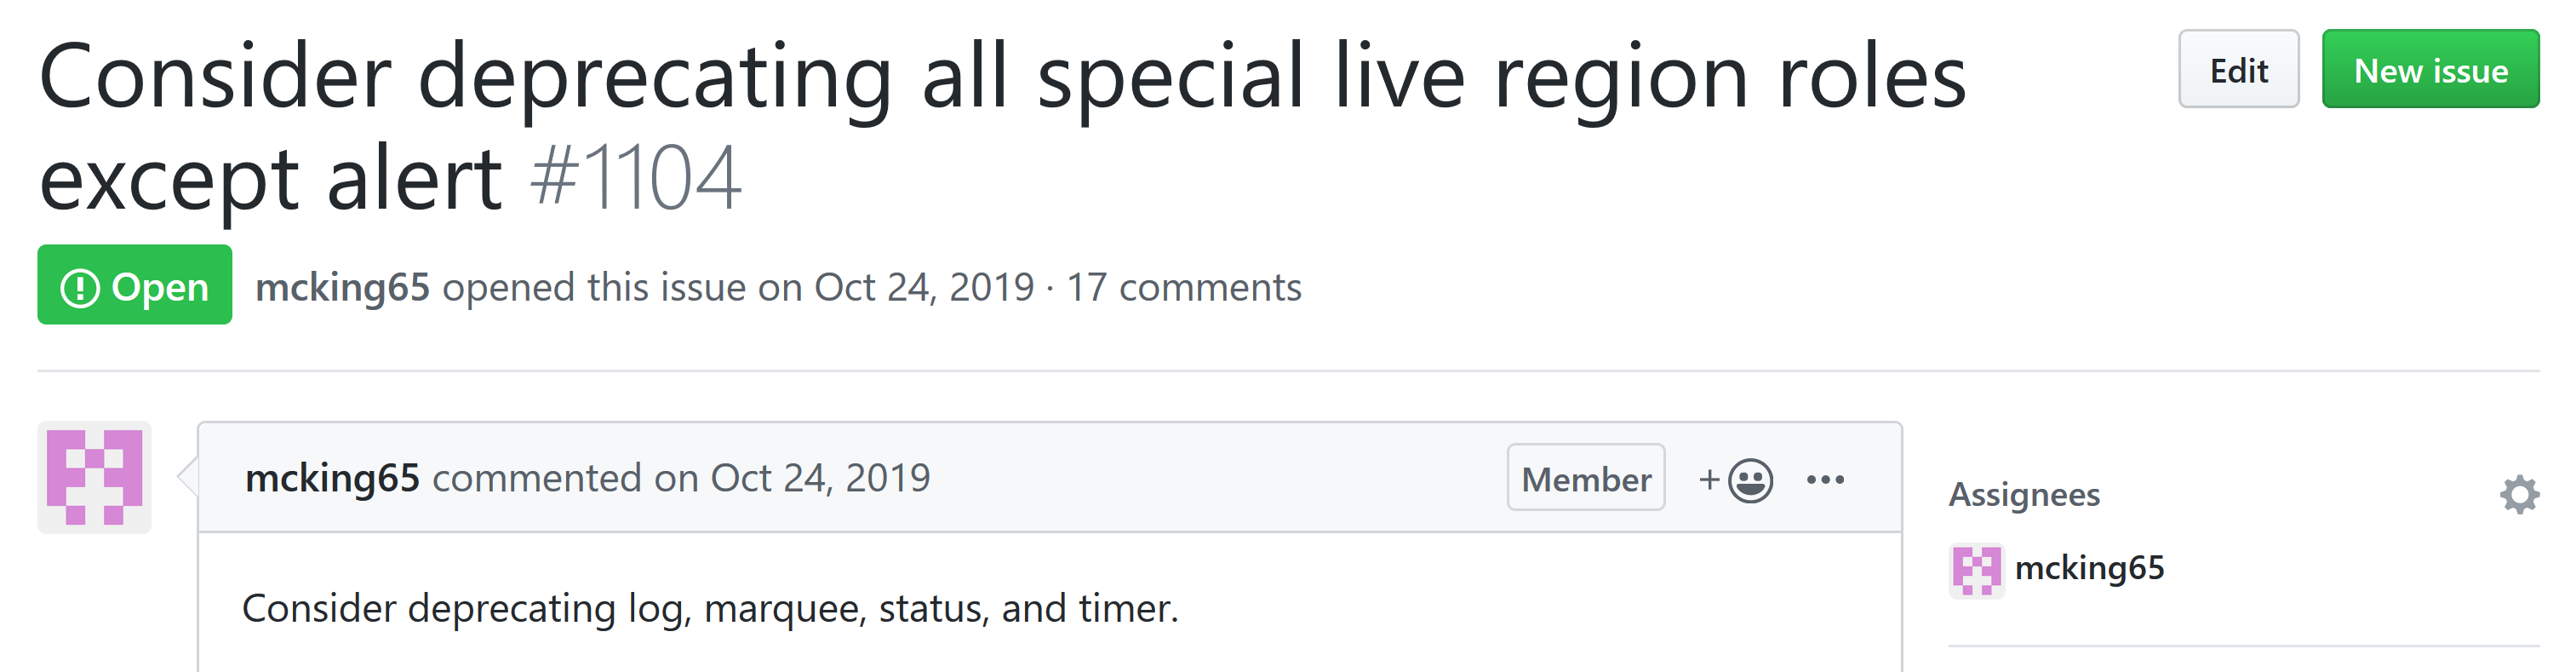 Consider deprecating all special live region roles
except alert #1104
Edit
New issue
Open
mcking65 opened this issue on Oct 24, 2019 · 17 comments
mcking65 commented on Oct 24, 2019
Member
Consider deprecating log, marquee, status, and timer.
Assignees
mcking65